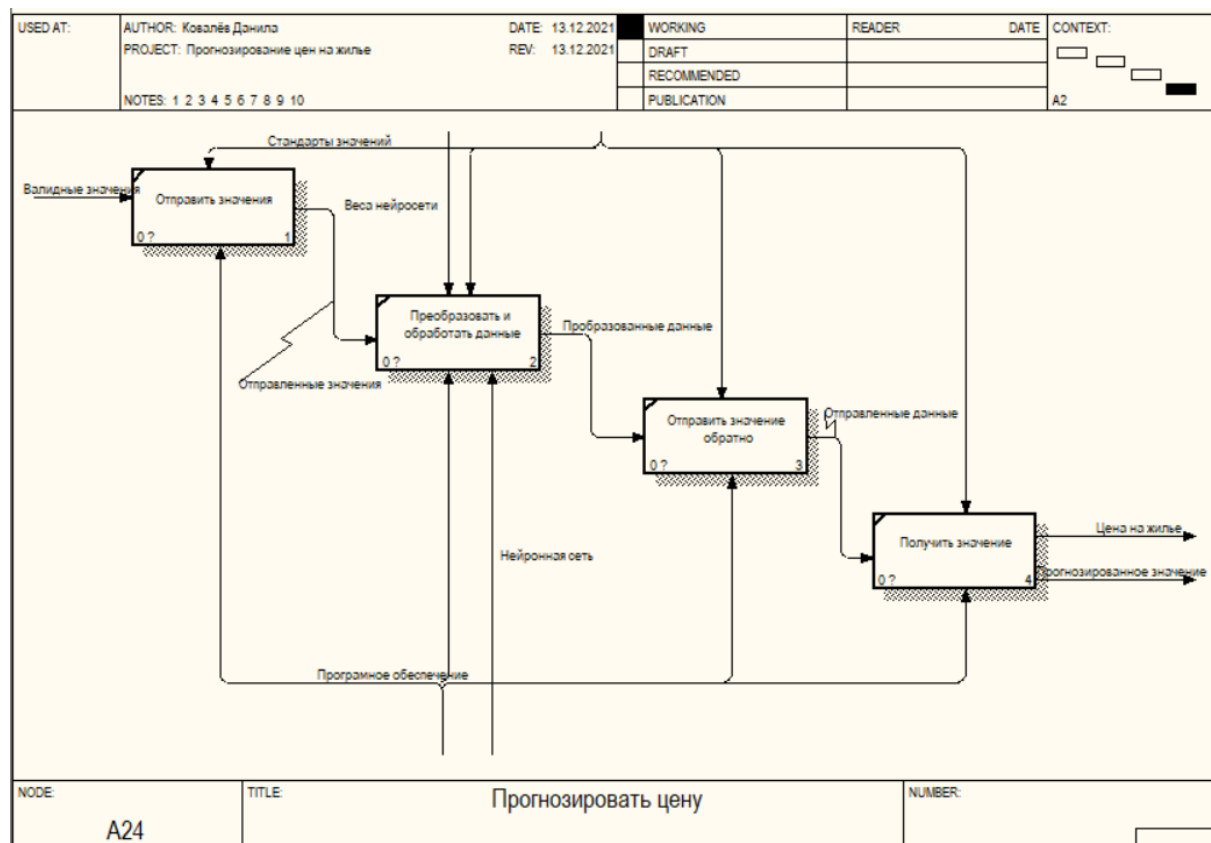 USED AT:
AUTHOR: Ковалёв Данила
DATE: 13.12.2021
PROJECT: Прогнозирование цен на жилье
REV: 13.12.2021
NOTES: 1 2 3 4 5 6 7 8 9 10
WORKING
DRAFT
RECOMMENDED
PUBLICATION
READER
DATE
CONTEXT:
A2
Стандарты значений
Валидные значения
Отправить значения
0 ?
1
Веса нейросети
Преобразовать и
обработать данные
0 ?
2
Пробразованные данные
Отправленные значения
Отправить значение
обратно
0 ?
3
Отправленные данные
Получить значение
0 ?
4
Цена на жилье
Прогнозированное значение
Нейронная сеть
Програмное обеспечение
NODE:
A24
TITLE:
Прогнозировать цену
NUMBER: